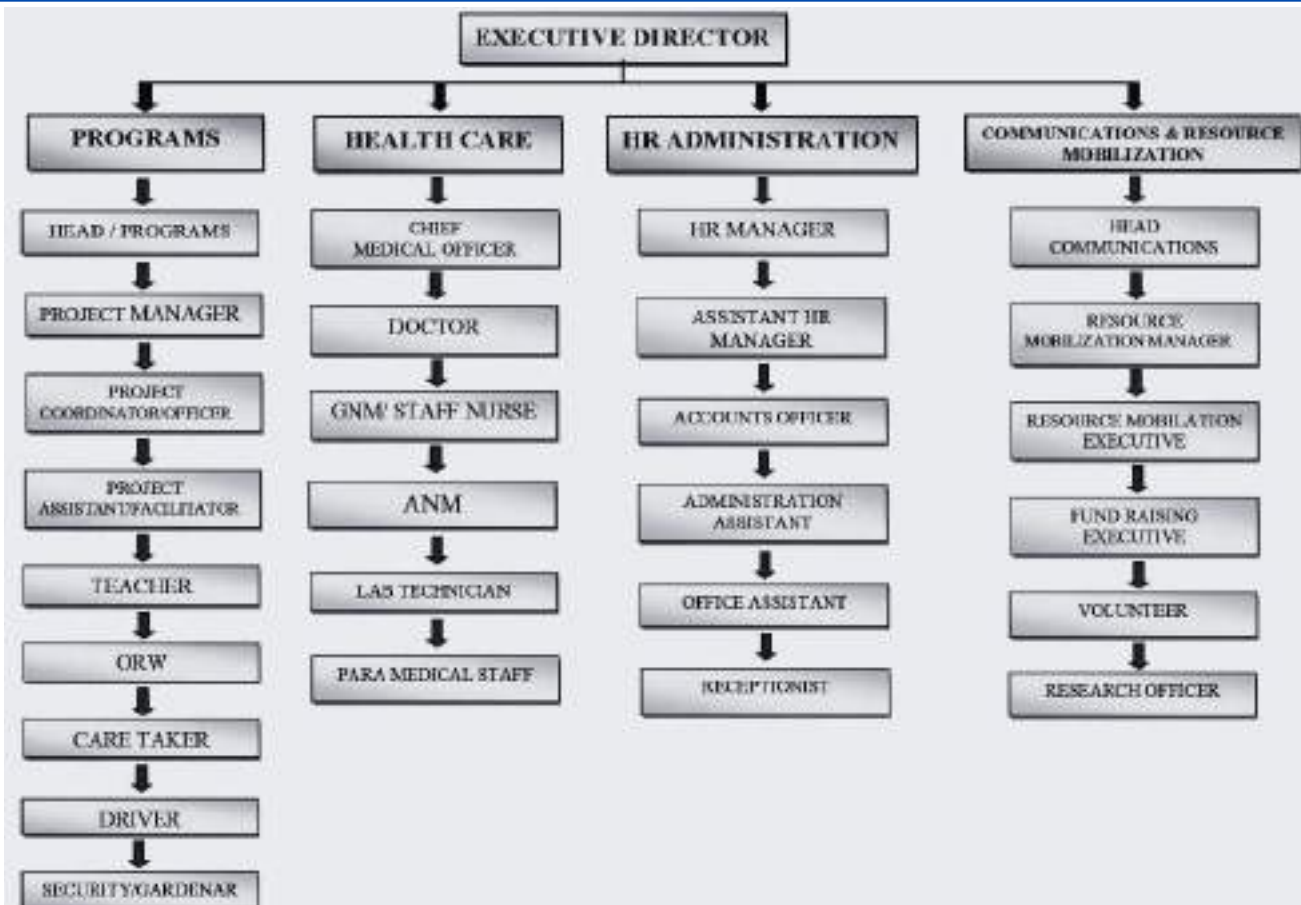 EXECUTIVE DIRECTOR
PROGRAMS
HEAD / PROGRAMS
PROJECT MANAGER
PROJECT
COORDINATOR/OFFICER
PROJECT
ASSISTANT/FACILITIATOR
TEACHER
ORW
CARE TAKER
DRIVER
SECURITY/GARDENAR
HEALTH CARE
CHIEF
MEDICAL OFFICER
DOCTOR
GNM/ STAFF NURSE
ANM
LAB TECHNICIAN
PARA MEDICAL STAFF
HR ADMINISTRATION
HR MANAGER
ASSISTANT HR
MANAGER
ACCOUNTS OFFICER
ADMINISTRATION
ASSISTANT
OFFICE ASSISTANT
RECEPTIONIST
COMMUNICATIONS & RESOURCE
MOBILIZATION
HEAD
COMMUNICATIONS
RESOURCE
MOBILIZATION MANAGER
RESOURCE MOBILATION
EXECUTIVE
FUND RAISING
EXECUTIVE
VOLUNTEER
RESEARCH OFFICER